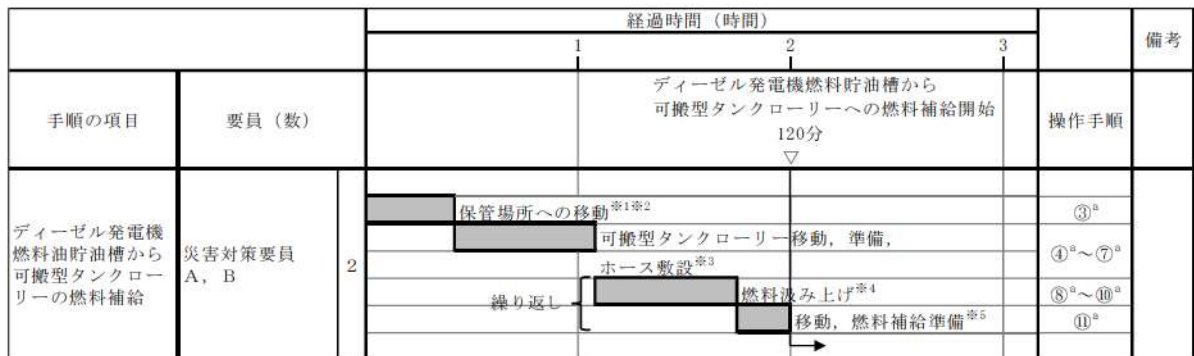 経過時間（時間）
備考
1 2 3
手順の項目
要員（数）
ディーゼル発電機燃料貯油槽から
可搬型タンクローリーへの燃料補給開始
120分
▽
操作手順
ディーゼル発電機
燃料油貯油槽から
可搬型タンクロー
リーの燃料補給
災害対策要員
A，B
2
保管場所への移動※1※2
③a
可搬型タンクローリー移動，準備，
ホース敷設※3
④a～⑦a
繰り返し
燃料汲み上げ※4
⑧a～⑩a
移動，燃料補給準備※5
⑪a